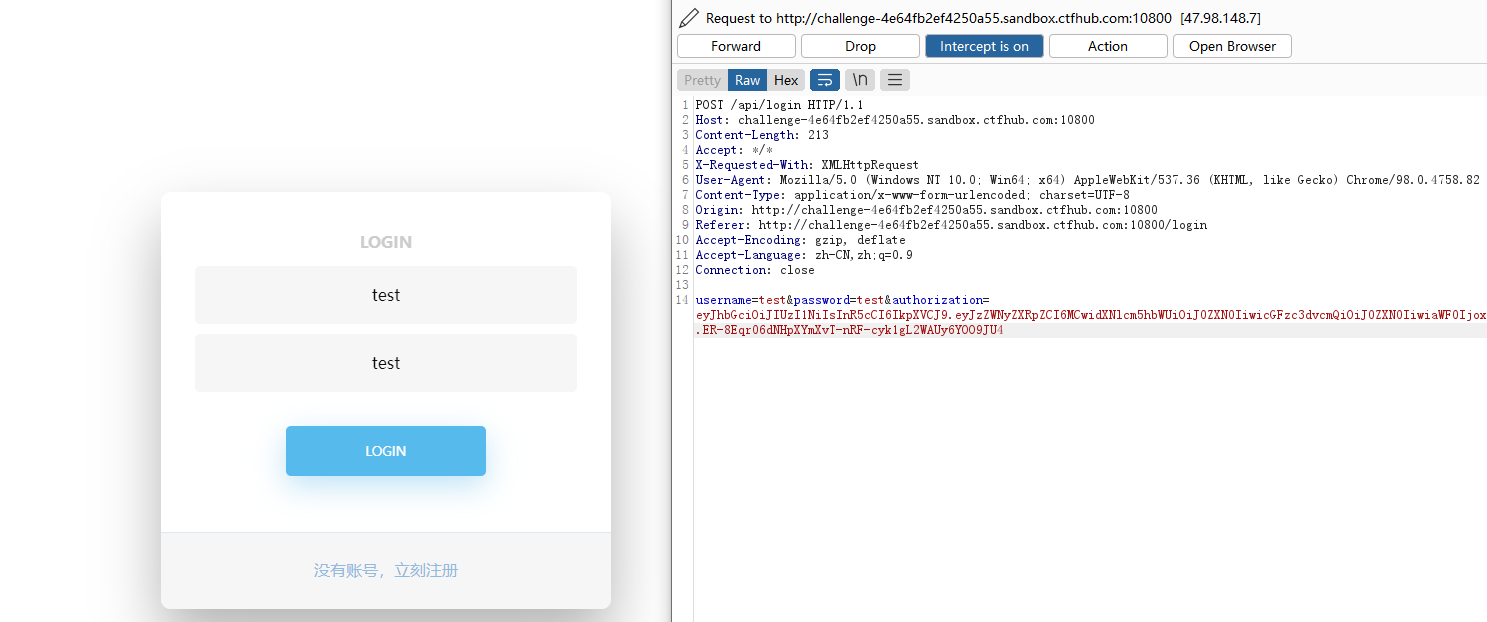 LOGIN
test
test
LOGIN
没有账号，立刻注册
Request to http://challenge-4e64fb2ef4250a55.sandbox.ctfhub.com:10800 [47.98.148.7]
Forward Drop Intercept is on Action Open Browser
Pretty Raw Hex \n
1 POST /api/login HTTP/1.1
2 Host: challenge-4e64fb2ef4250a55.sandbox.ctfhub.com:10800
3 Content-Length: 213
4 Accept: */*
5 X-Requested-With: XMLHttpRequest
6 User-Agent: Mozilla/5.0 (Windows NT 10.0; Win64; x64) AppleWebKit/537.36 (KHTML, like Gecko) Chrome/98.0.4758.82
7 Content-Type: application/x-www-form-urlencoded; charset=UTF-8
8 Origin: http://challenge-4e64fb2ef4250a55.sandbox.ctfhub.com:10800
9 Referer: http://challenge-4e64fb2ef4250a55.sandbox.ctfhub.com:10800/login
10 Accept-Encoding: gzip, deflate
11 Accept-Language: zh-CN,zh;q=0.9
12 Connection: close
13
14 username=test&password=test&authorization=
eyJhbGciOiJIUzI1NiIsInR5cCI6IkpXVCJ9.eyJzZWNyZXRpZCI6MCwidXNlcm5hbWUiOiJ0ZXN0IiwicGFzc3dvcmQiOiJ0ZXN0IiwiaWF0Ijox
.ER-8Eqr06dNHpXYmXvT-nRF-cyk1gL2WAUy6YOO9JU4